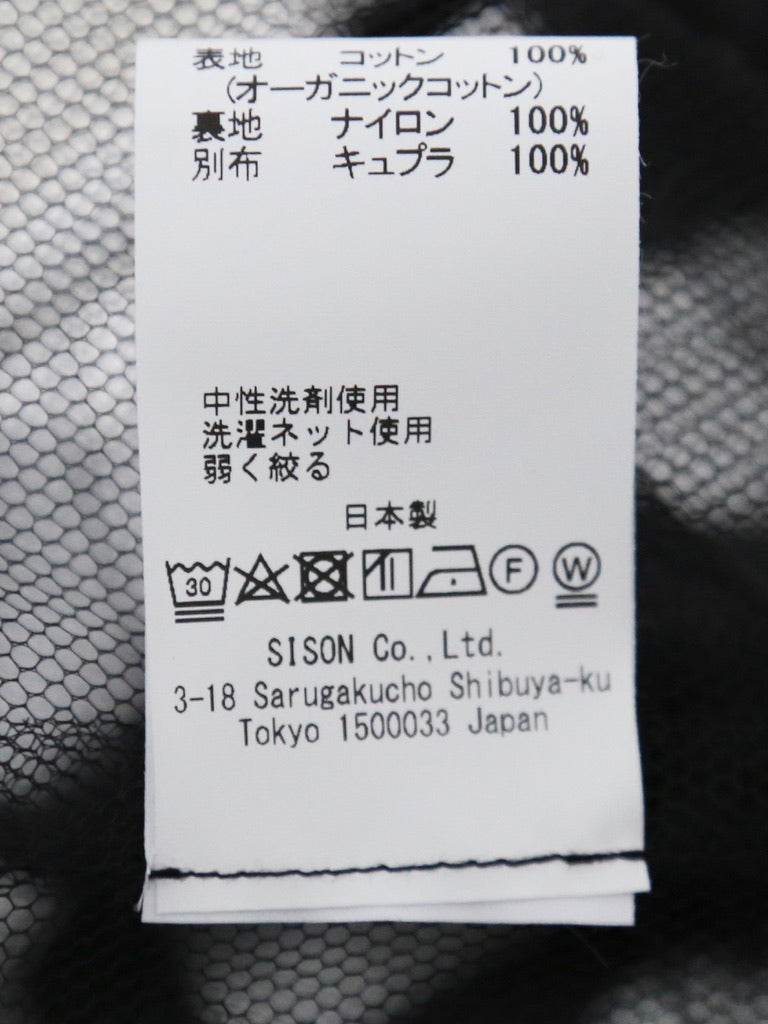 表地 コットン 100%
(オーガニックコットン)
裏地 ナイロン 100%
別布 キュプラ 100%
中性洗剤使用
洗濯ネット使用
弱く絞る
日本製
30 F W
SISON Co.,Ltd.
3-18 Sarugakucho Shibuya-ku
Tokyo 1500033 Japan